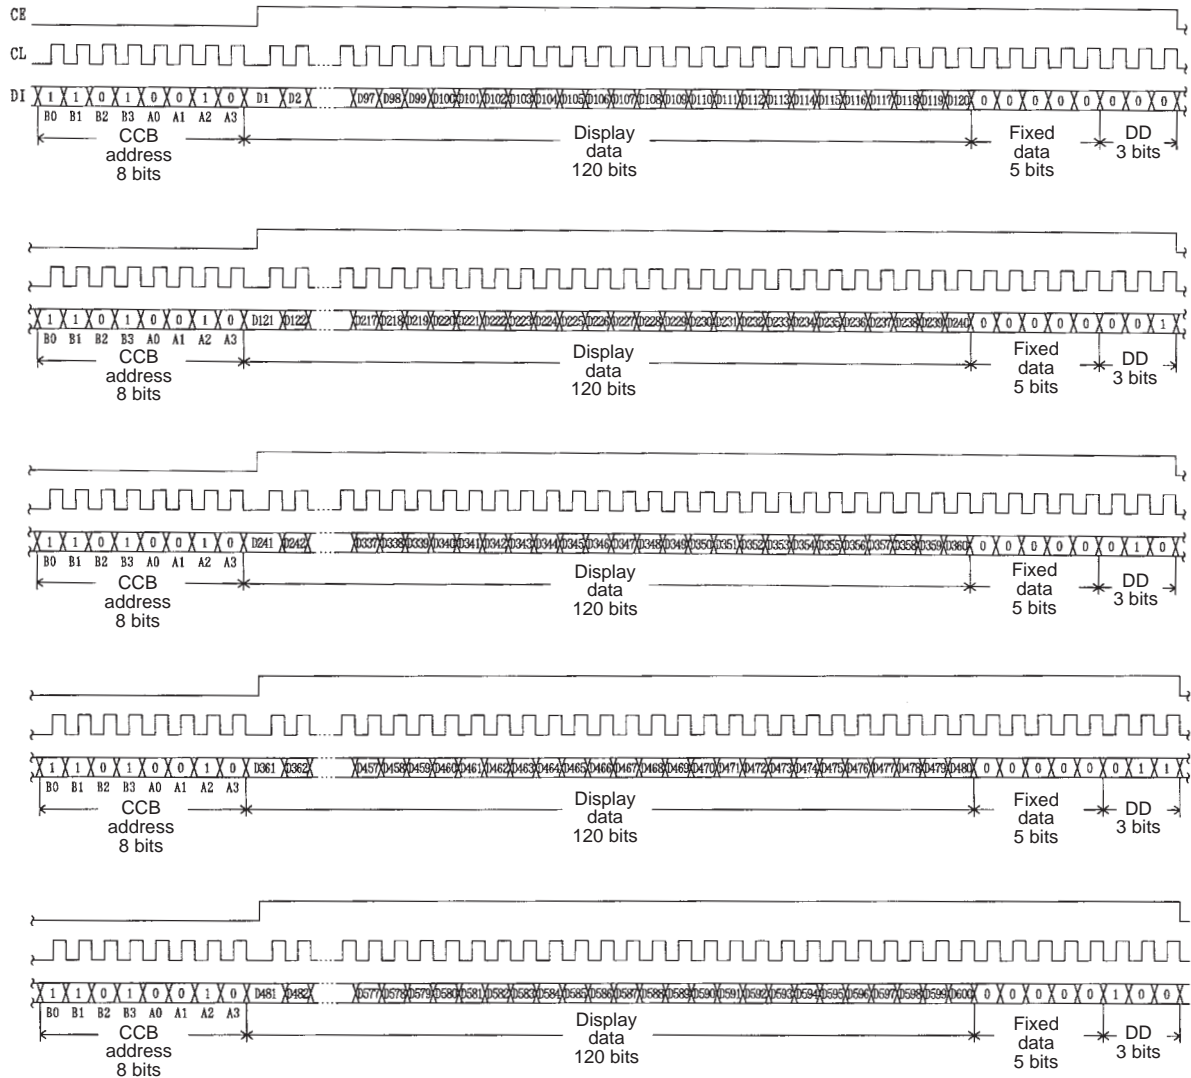 CE
CL
DI 1 1 0 1 0 0 1 0 D1 D2 D97 D98 D99 D100 D101 D102 D103 D104 D105 D106 D107 D108 D109 D110 D111 D112 D113 D114 D115 D116 D117 D118 D119 D120 0 0 0 0 0 0 0 0
B0 B1 B2 B3 A0 A1 A2 A3
CCB address 8 bits
Display data 120 bits
Fixed data 5 bits
DD 3 bits
1 1 0 1 0 0 1 0 D121 D122 D217 D218 D219 D220 D221 D222 D223 D224 D225 D226 D227 D228 D229 D230 D231 D232 D233 D234 D235 D236 D237 D238 D239 D240 0 0 0 0 0 0 0 1
B0 B1 B2 B3 A0 A1 A2 A3
CCB address 8 bits
Display data 120 bits
Fixed data 5 bits
DD 3 bits
1 1 0 1 0 0 1 0 D241 D242 D337 D338 D339 D340 D341 D342 D343 D344 D345 D346 D347 D348 D349 D350 D351 D352 D353 D354 D355 D356 D357 D358 D359 D360 0 0 0 0 0 0 1 0
B0 B1 B2 B3 A0 A1 A2 A3
CCB address 8 bits
Display data 120 bits
Fixed data 5 bits
DD 3 bits
1 1 0 1 0 0 1 0 D361 D362 D457 D458 D459 D460 D461 D462 D463 D464 D465 D466 D467 D468 D469 D470 D471 D472 D473 D474 D475 D476 D477 D478 D479 D480 0 0 0 0 0 0 1 1
B0 B1 B2 B3 A0 A1 A2 A3
CCB address 8 bits
Display data 120 bits
Fixed data 5 bits
DD 3 bits
1 1 0 1 0 0 1 0 D481 D482 D577 D578 D579 D580 D581 D582 D583 D584 D585 D586 D587 D588 D589 D590 D591 D592 D593 D594 D595 D596 D597 D598 D599 D600 0 0 0 0 0 1 0 0
B0 B1 B2 B3 A0 A1 A2 A3
CCB address 8 bits
Display data 120 bits
Fixed data 5 bits
DD 3 bits